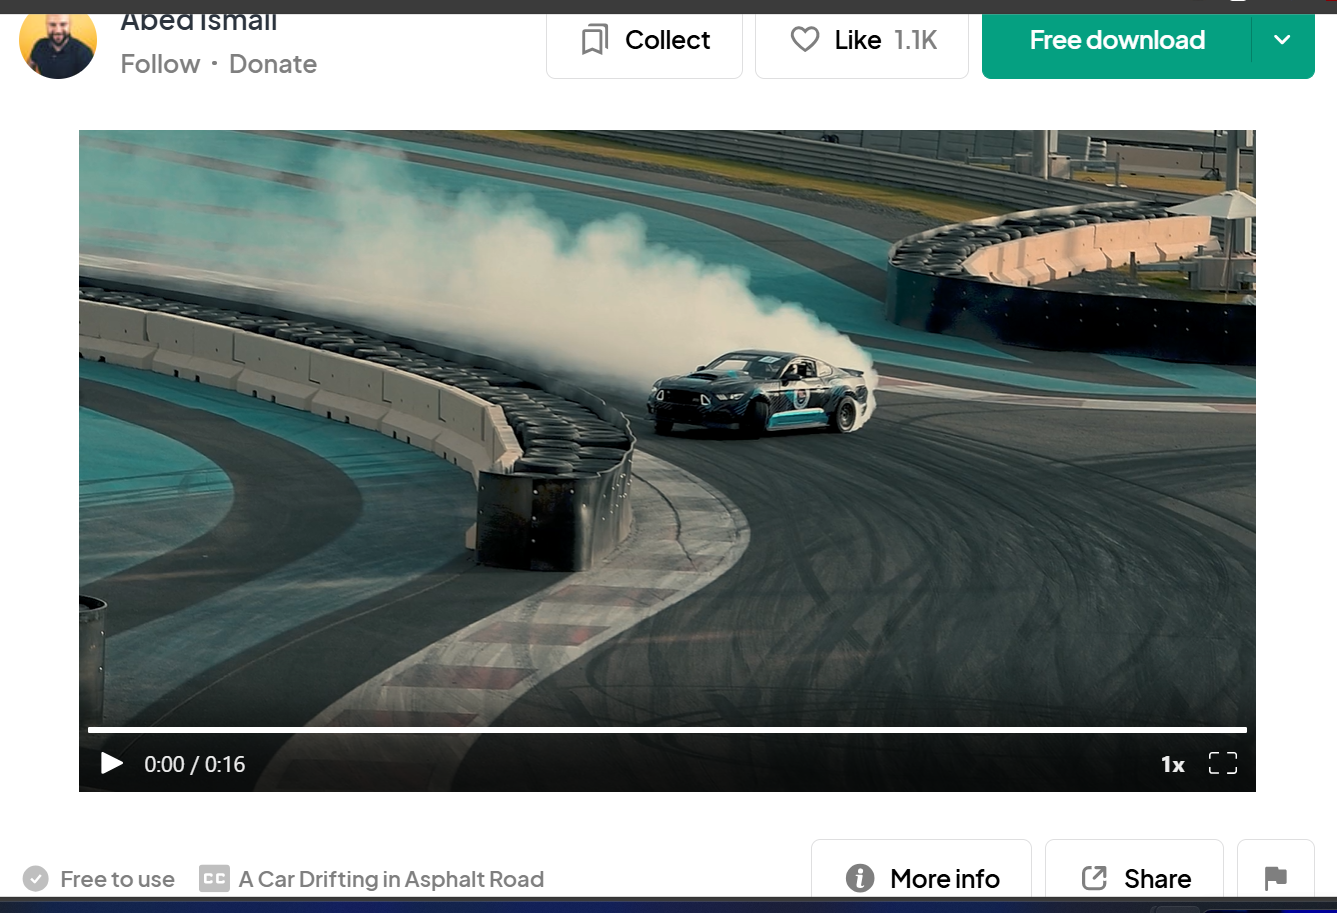 Abed Ismail
Follow · Donate
Collect
Like 1.1K
Free download
0:00 / 0:16
1x
Free to use
CC A Car Drifting in Asphalt Road
More info
Share